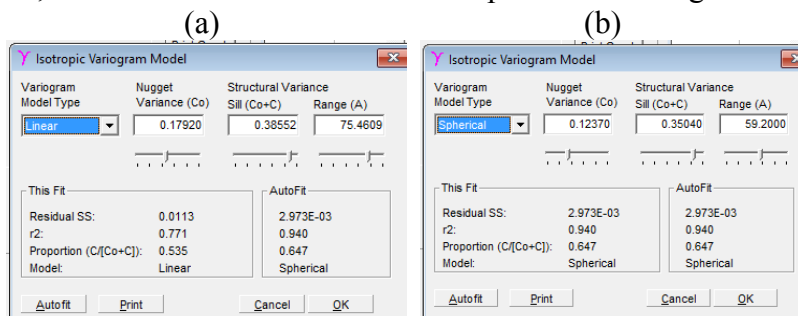 (a)
Isotropic Variogram Model
Variogram Nugget Structural Variance
Model Type Variance (Co) Sill (Co+C) Range (A)
Linear 0.17920 0.38552 75.4609
This Fit AutoFit
Residual SS: 0.0113 2.973E-03
r2: 0.771 0.940
Proportion (C/[Co+C]): 0.535 0.647
Model: Linear Spherical
Autofit Print Cancel OK
(b)
Isotropic Variogram Model
Variogram Nugget Structural Variance
Model Type Variance (Co) Sill (Co+C) Range (A)
Spherical 0.12370 0.35040 59.2000
This Fit AutoFit
Residual SS: 2.973E-03 2.973E-03
r2: 0.940 0.940
Proportion (C/[Co+C]): 0.647 0.647
Model: Spherical Spherical
Autofit Print Cancel OK